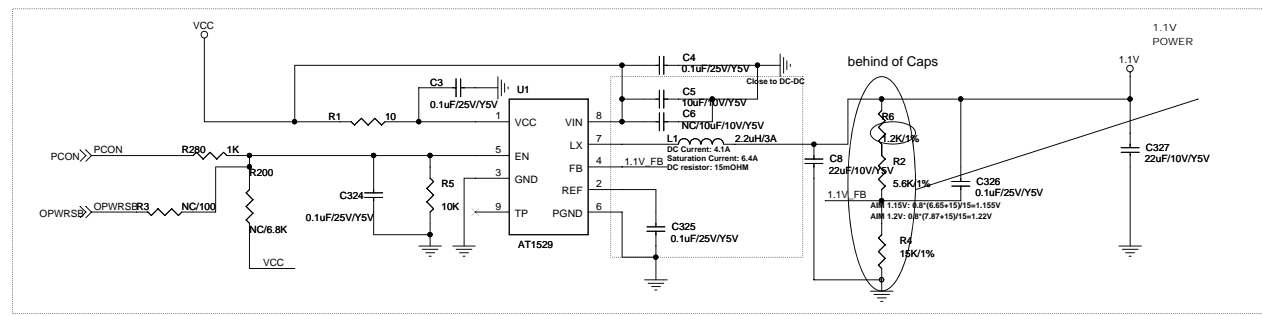 VCC
1.1V
POWER
C4
0.1uF/25V/Y5V
behind of Caps
1.1V
Close to DC-DC
C3
0.1uF/25V/Y5V
U1
C5
10uF/10V/Y5V
C6
NC/10uF/10V/Y5V
R1
10
1
VCC
VIN
8
R6
1.2K/1%
L1
2.2uH/3A
LX
7
DC Current: 4.1A
Saturation Current: 6.4A
DC resistor: 15mOHM
PCON
PCON
R280
1K
5
EN
FB
4
1.1V_FB
C8
22uF/10V/Y5V
R2
5.6K/1%
C327
22uF/10V/Y5V
R200
3
GND
REF
2
C326
0.1uF/25V/Y5V
C324
0.1uF/25V/Y5V
R5
10K
1.1V_FB
AIM 1.15V: 0.8*(6.65+15)/15=1.155V
AIM 1.2V: 0.8*(7.87+15)/15=1.22V
OPWRSB
OPWRSB
R3
NC/100
NC/6.8K
9
TP
PGND
6
C325
0.1uF/25V/Y5V
R4
15K/1%
AT1529
VCC